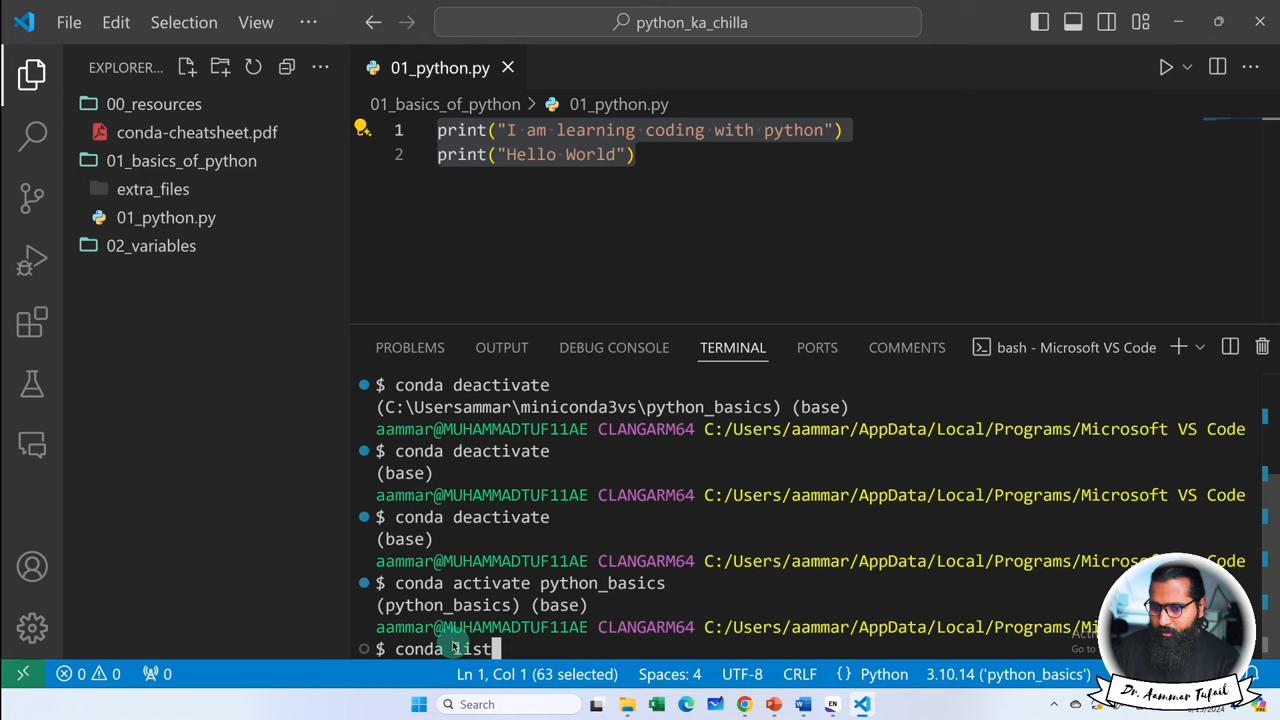 File Edit Selection View ··· python_ka_chilla
EXPLORER...
00_resources
conda-cheatsheet.pdf
01_basics_of_python
extra_files
01_python.py
02_variables
01_python.py
01_basics_of_python > 01_python.py
1 print("I am learning coding with python")
2 print("Hello World")
PROBLEMS OUTPUT DEBUG CONSOLE TERMINAL PORTS COMMENTS bash - Microsoft VS Code
$ conda deactivate
(C:\Usersammar\miniconda3vs\python_basics) (base)
aammar@MUHAMMADTUF11AE CLANGARM64 C:/Users/aammar/AppData/Local/Programs/Microsoft VS Code
$ conda deactivate
(base)
aammar@MUHAMMADTUF11AE CLANGARM64 C:/Users/aammar/AppData/Local/Programs/Microsoft VS Code
$ conda deactivate
(base)
aammar@MUHAMMADTUF11AE CLANGARM64 C:/Users/aammar/AppData/Local/Programs/Microsoft VS Code
$ conda activate python_basics
(python_basics) (base)
aammar@MUHAMMADTUF11AE CLANGARM64 C:/Users/aammar/AppData/Local/Programs/
$ conda list
Go to
0 0 0 Ln 1, Col 1 (63 selected) Spaces: 4 UTF-8 CRLF {} Python 3.10.14 ('python_basics')
Dr. Aammar Tufail
Search